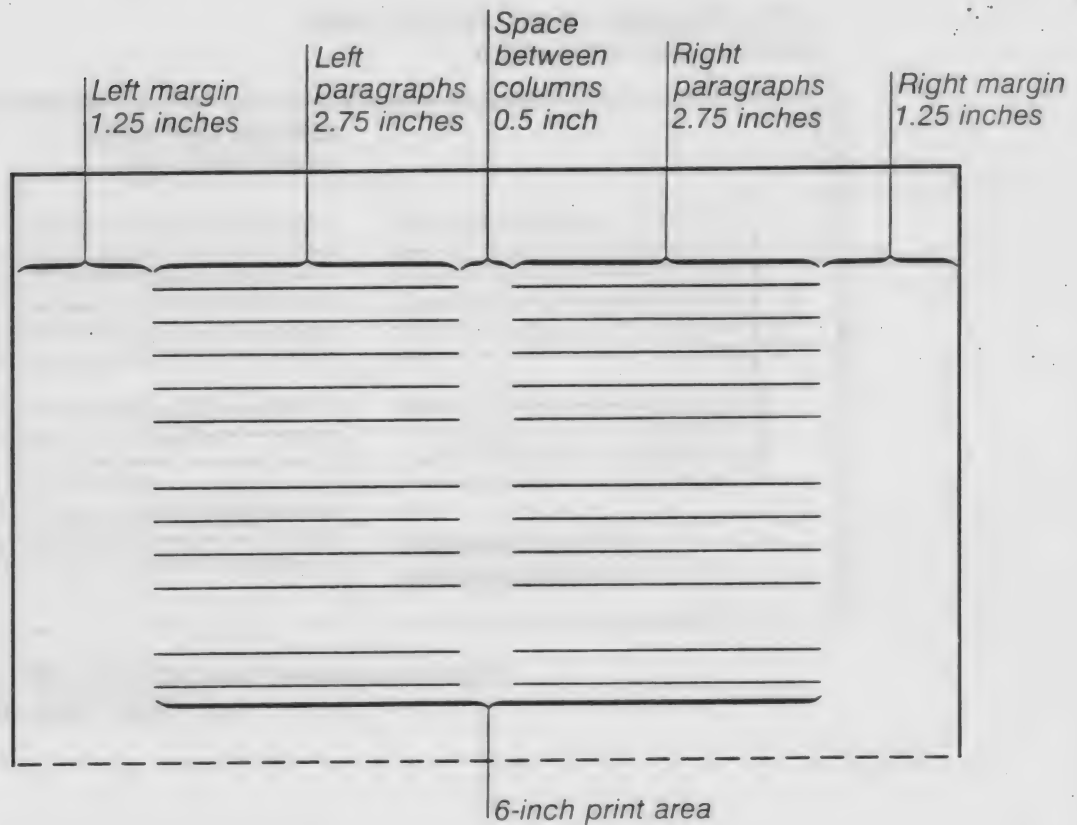 Left margin
1.25 inches
Left
paragraphs
2.75 inches
Space
between
columns
0.5 inch
Right
paragraphs
2.75 inches
Right margin
1.25 inches
6-inch print area